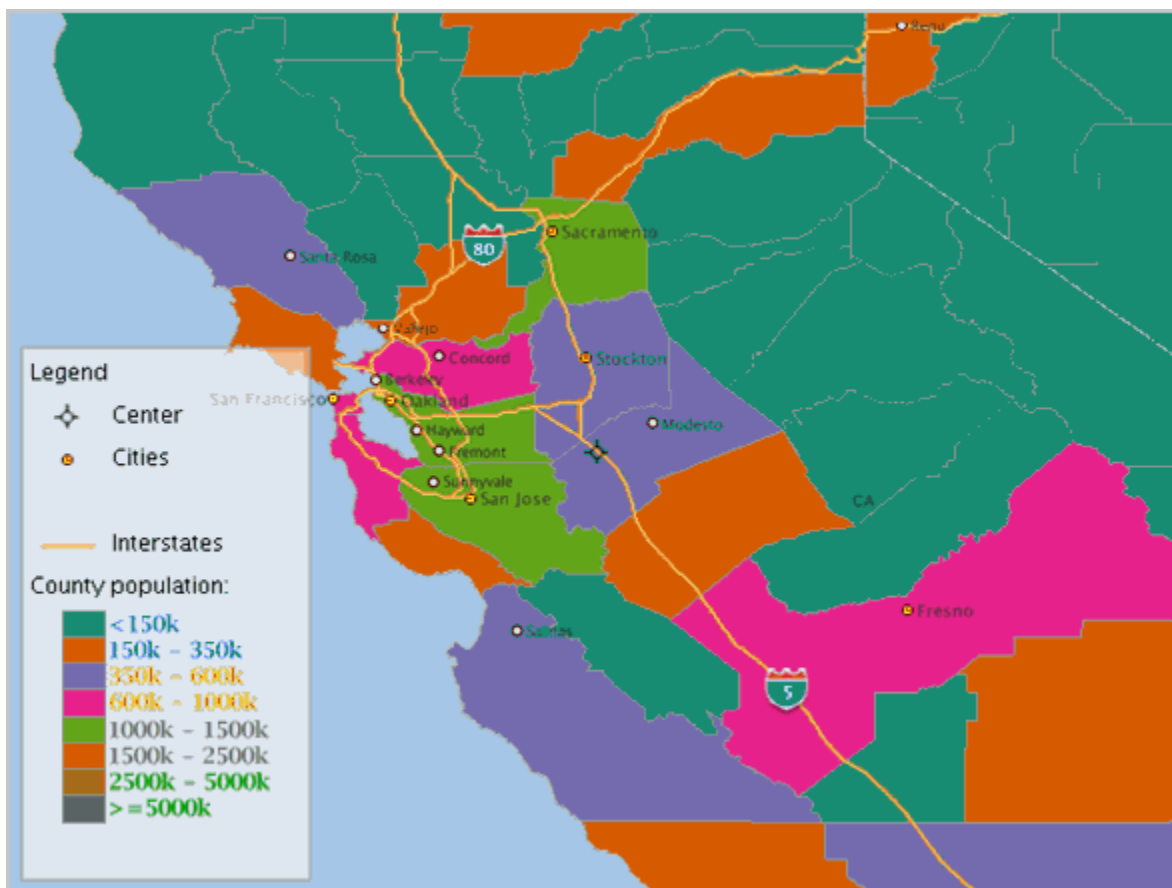 Reno
Sacramento
80
Santa Rosa
Vallejo
Concord
Stockton
Berkeley
San Francisco
Oakland
Modesto
Hayward
Fremont
Sunnyvale
San Jose
CA
Fresno
Salinas
5
Legend
Center
Cities
Interstates
County population:
<150k
150k - 350k
350k - 600k
600k - 1000k
1000k - 1500k
1500k - 2500k
2500k - 5000k
>=5000k